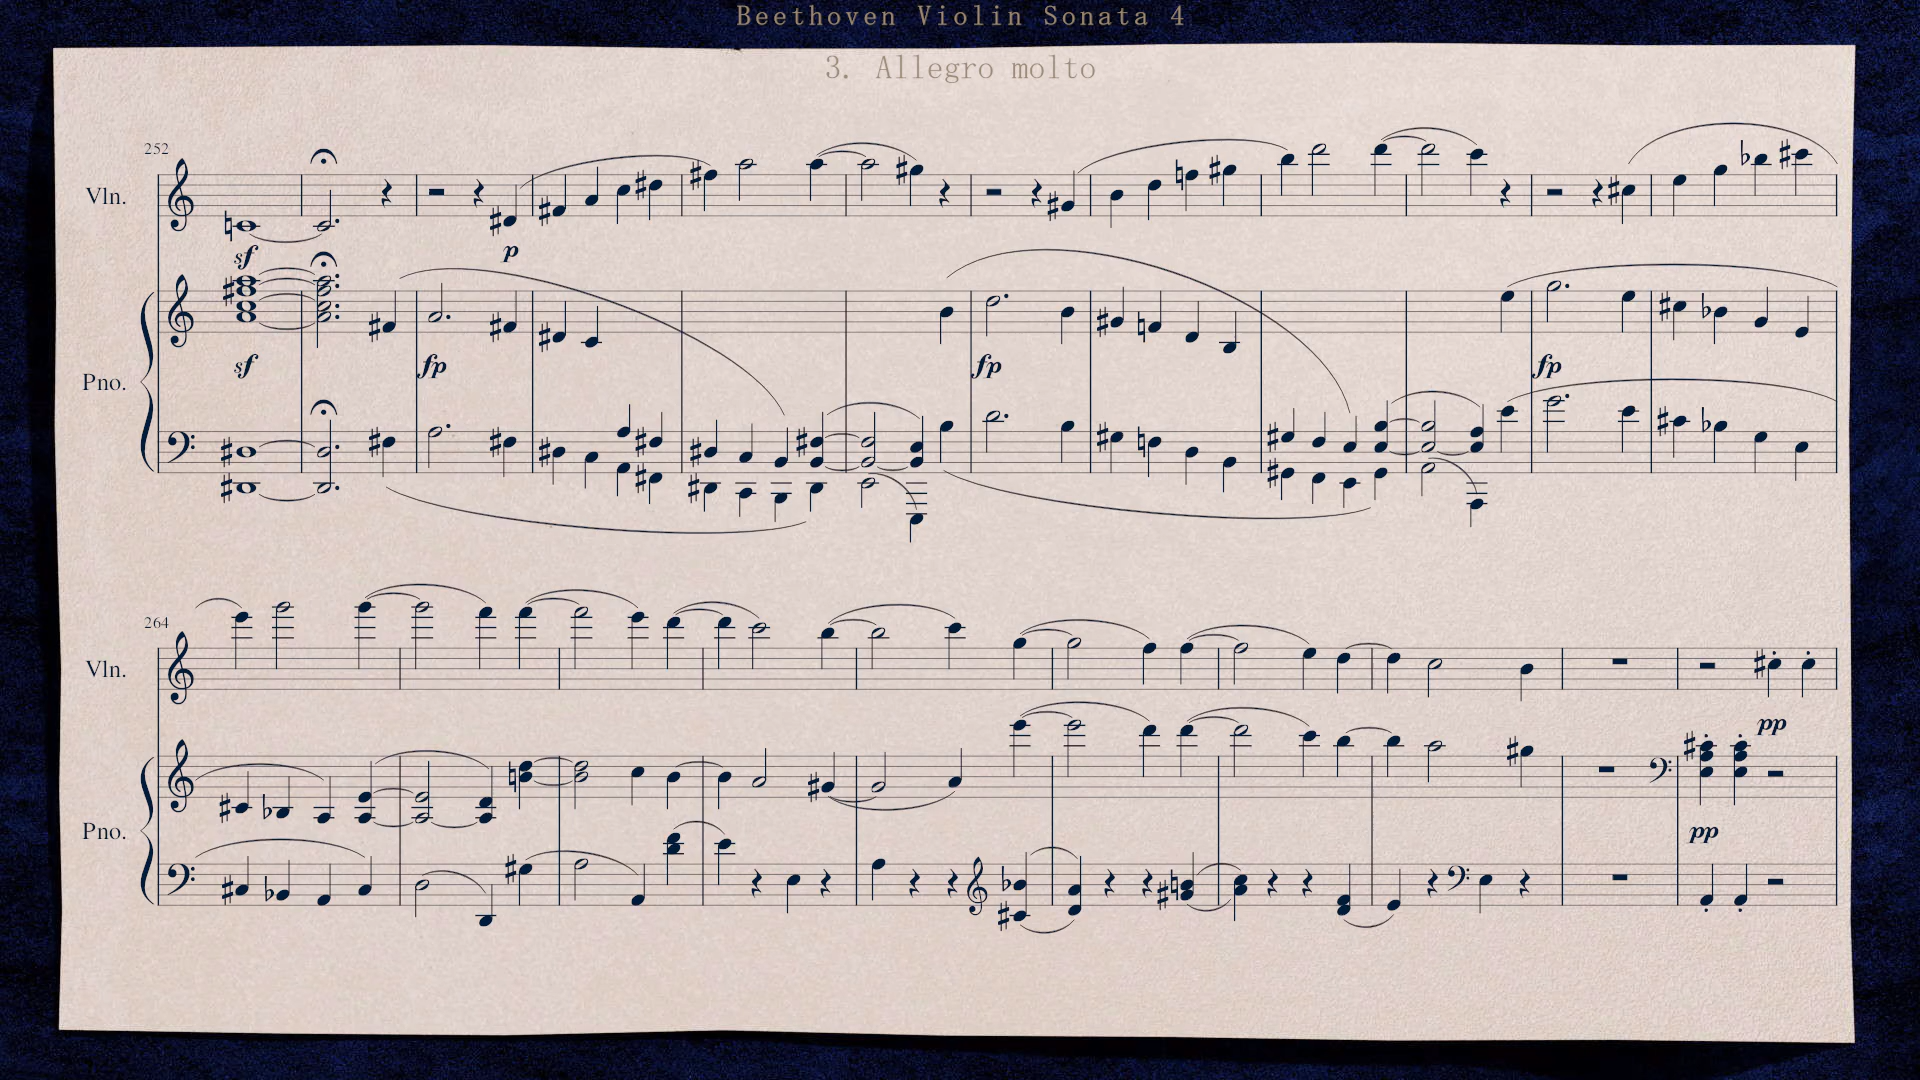 Beethoven Violin Sonata 4
3. Allegro molto
252
Vln.
sf
p
Pno.
sf
fp
fp
fp
264
Vln.
pp
Pno.
pp